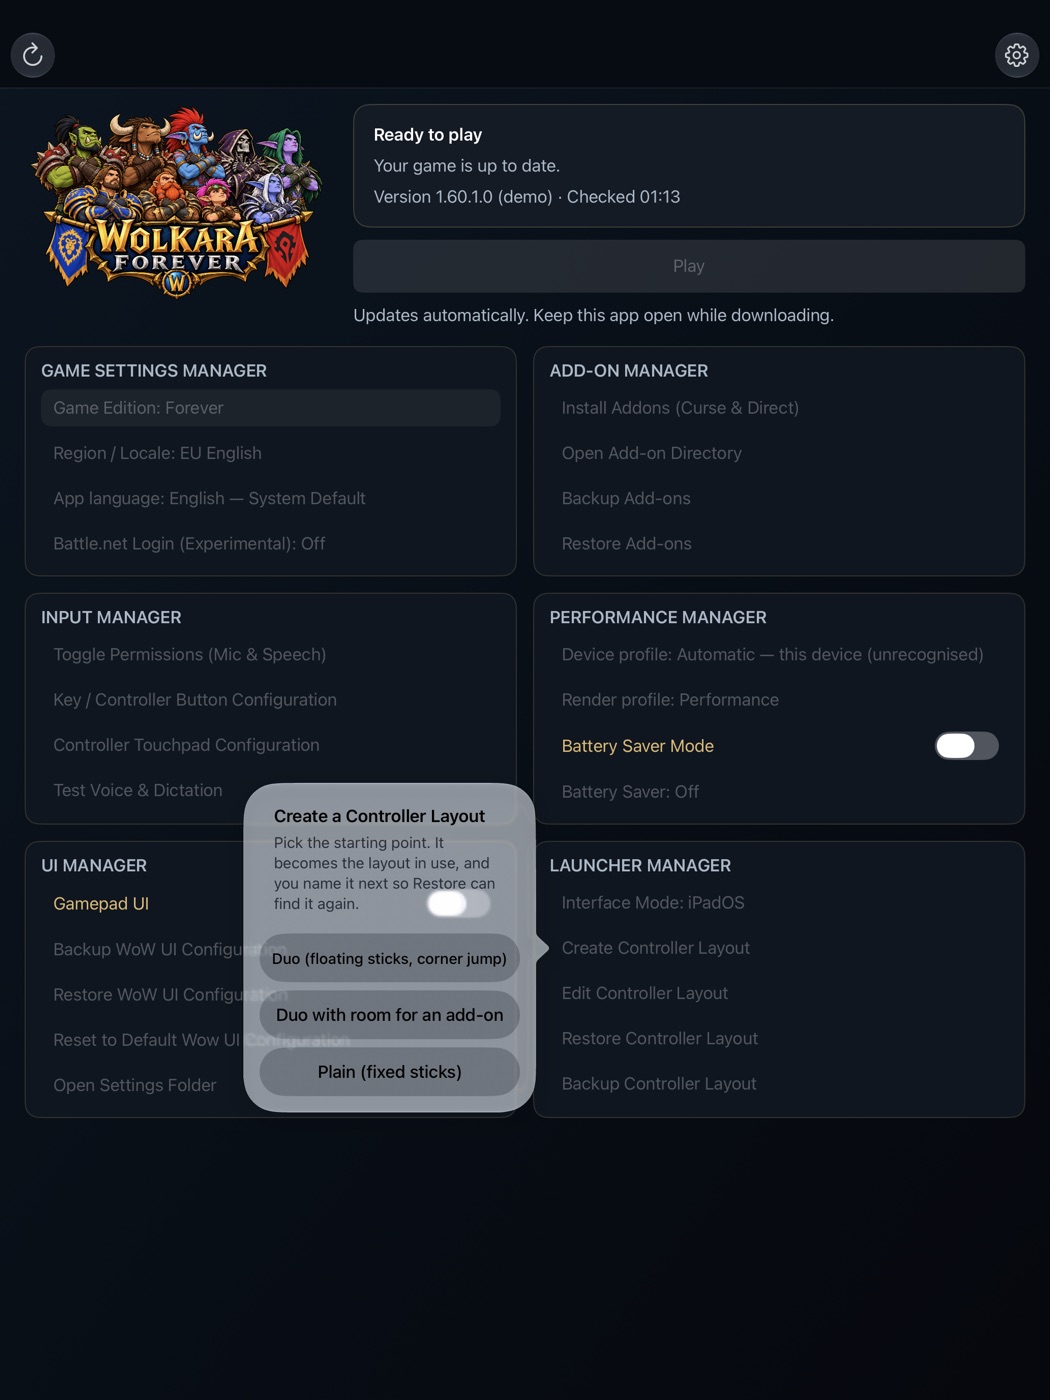 WOLKARA
FOREVER
W
Ready to play
Your game is up to date.
Version 1.60.1.0 (demo) · Checked 01:13
Play
Updates automatically. Keep this app open while downloading.
GAME SETTINGS MANAGER
Game Edition: Forever
Region / Locale: EU English
App language: English — System Default
Battle.net Login (Experimental): Off
ADD-ON MANAGER
Install Addons (Curse & Direct)
Open Add-on Directory
Backup Add-ons
Restore Add-ons
INPUT MANAGER
Toggle Permissions (Mic & Speech)
Key / Controller Button Configuration
Controller Touchpad Configuration
Test Voice & Dictation
PERFORMANCE MANAGER
Device profile: Automatic — this device (unrecognised)
Render profile: Performance
Battery Saver Mode
Battery Saver: Off
UI MANAGER
Gamepad UI
Backup WoW UI Configuration
Restore WoW UI Configuration
Reset to Default Wow UI Configuration
Open Settings Folder
Create a Controller Layout
Pick the starting point. It
becomes the layout in use, and
you name it next so Restore can
find it again.
Duo (floating sticks, corner jump)
Duo with room for an add-on
Plain (fixed sticks)
LAUNCHER MANAGER
Interface Mode: iPadOS
Create Controller Layout
Edit Controller Layout
Restore Controller Layout
Backup Controller Layout